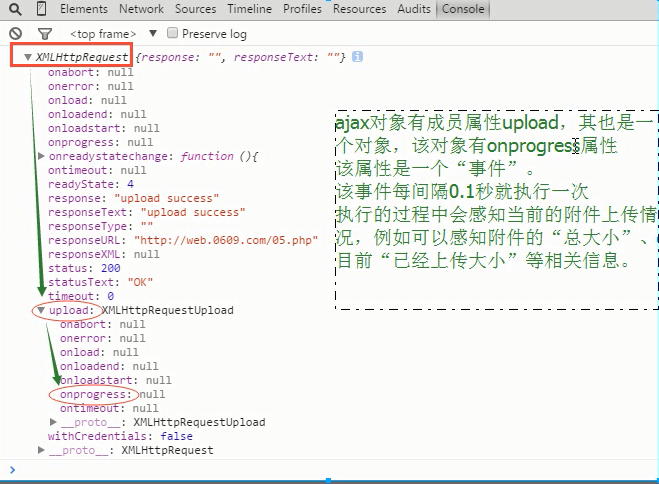 Elements Network Sources Timeline Profiles Resources Audits Console
<top frame> Preserve log
XMLHttpRequest {response: "", responseText: ""}
onabort: null
onerror: null
onload: null
onloadend: null
onloadstart: null
onprogress: null
onreadystatechange: function (){
ontimeout: null
readyState: 4
response: "upload success"
responseText: "upload success"
responseType: ""
responseURL: "http://web.0609.com/05.php"
responseXML: null
status: 200
statusText: "OK"
timeout: 0
upload: XMLHttpRequestUpload
onabort: null
onerror: null
onload: null
onloadend: null
onloadstart: null
onprogress: null
ontimeout: null
__proto__: XMLHttpRequestUpload
withCredentials: false
__proto__: XMLHttpRequest
ajax对象有成员属性upload，其也是一
个对象，该对象有onprogress属性
该属性是一个“事件”。
该事件每间隔0.1秒就执行一次
执行的过程中会感知当前的附件上传情
况，例如可以感知附件的“总大小”、
目前“已经上传大小”等相关信息。